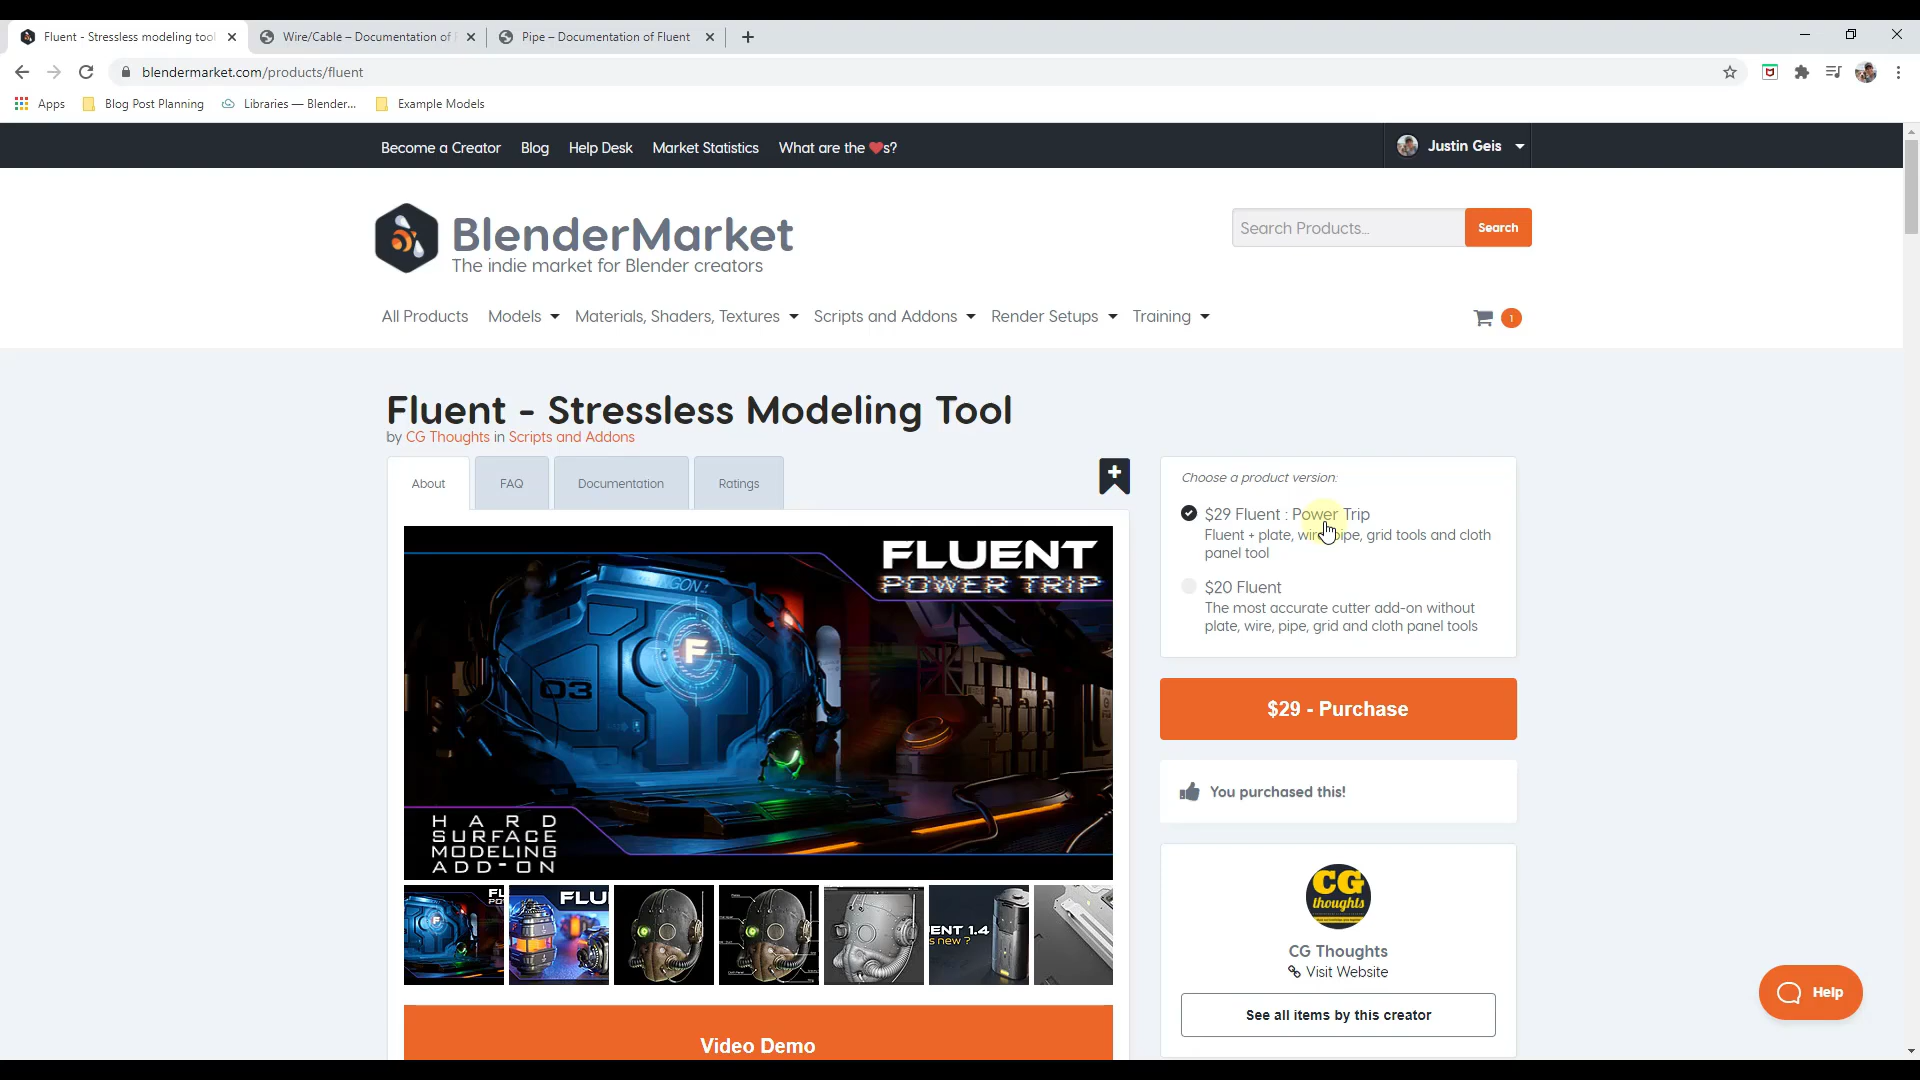 Fluent - Stressless modeling tool
Wire/Cable – Documentation of F
Pipe – Documentation of Fluent
blendermarket.com/products/fluent
Apps
Blog Post Planning
Libraries — Blender...
Example Models
Become a Creator
Blog
Help Desk
Market Statistics
What are the ❤s?
Justin Geis
BlenderMarket
The indie market for Blender creators
Search Products...
Search
All Products
Models
Materials, Shaders, Textures
Scripts and Addons
Render Setups
Training
1
Fluent - Stressless Modeling Tool
by CG Thoughts in Scripts and Addons
About
FAQ
Documentation
Ratings
Choose a product version:
$29 Fluent : Power Trip
Fluent + plate, wire, pipe, grid tools and cloth
panel tool
$20 Fluent
The most accurate cutter add-on without
plate, wire, pipe, grid and cloth panel tools
FLUENT
POWER TRIP
F
03
HARD
SURFACE
MODELING
ADD-ON
$29 - Purchase
You purchased this!
CG
thoughts
CG Thoughts
Visit Website
See all items by this creator
FLU
ENT 1.4
s new ?
Video Demo
Help